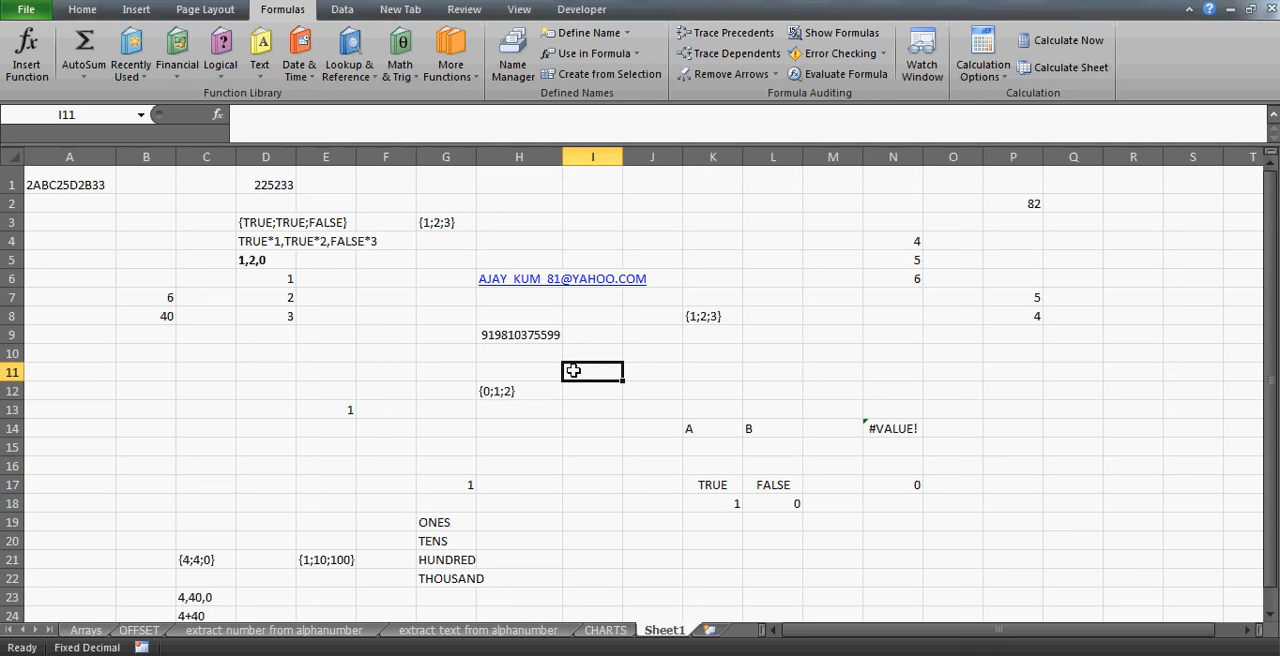 File Home Insert Page Layout Formulas Data New Tab Review View Developer
fx Insert Function
Σ AutoSum
Recently Used
Financial
Logical
Text
Date & Time
Lookup & Reference
Math & Trig
More Functions
Function Library
Name Manager
Define Name
Use in Formula
Create from Selection
Defined Names
Trace Precedents
Trace Dependents
Remove Arrows
Show Formulas
Error Checking
Evaluate Formula
Formula Auditing
Watch Window
Calculation Options
Calculate Now
Calculate Sheet
Calculation
I11 fx
A B C D E F G H I J K L M N O P Q R S T
1 2ABC25D2B33 225233
2 82
3 {TRUE;TRUE;FALSE} {1;2;3}
4 TRUE*1,TRUE*2,FALSE*3 4
5 1,2,0 5
6 1 AJAY_KUM_81@YAHOO.COM 6
7 6 2 5
8 40 3 {1;2;3} 4
9 919810375599
10
11
12 {0;1;2}
13 1
14 A B #VALUE!
15
16
17 1 TRUE FALSE 0
18 1 0
19 ONES
20 TENS
21 {4;4;0} {1;10;100} HUNDRED
22 THOUSAND
23 4,40,0
24 4+40
Arrays OFFSET extract number from alphanumber extract text from alphanumber CHARTS Sheet1
Ready Fixed Decimal